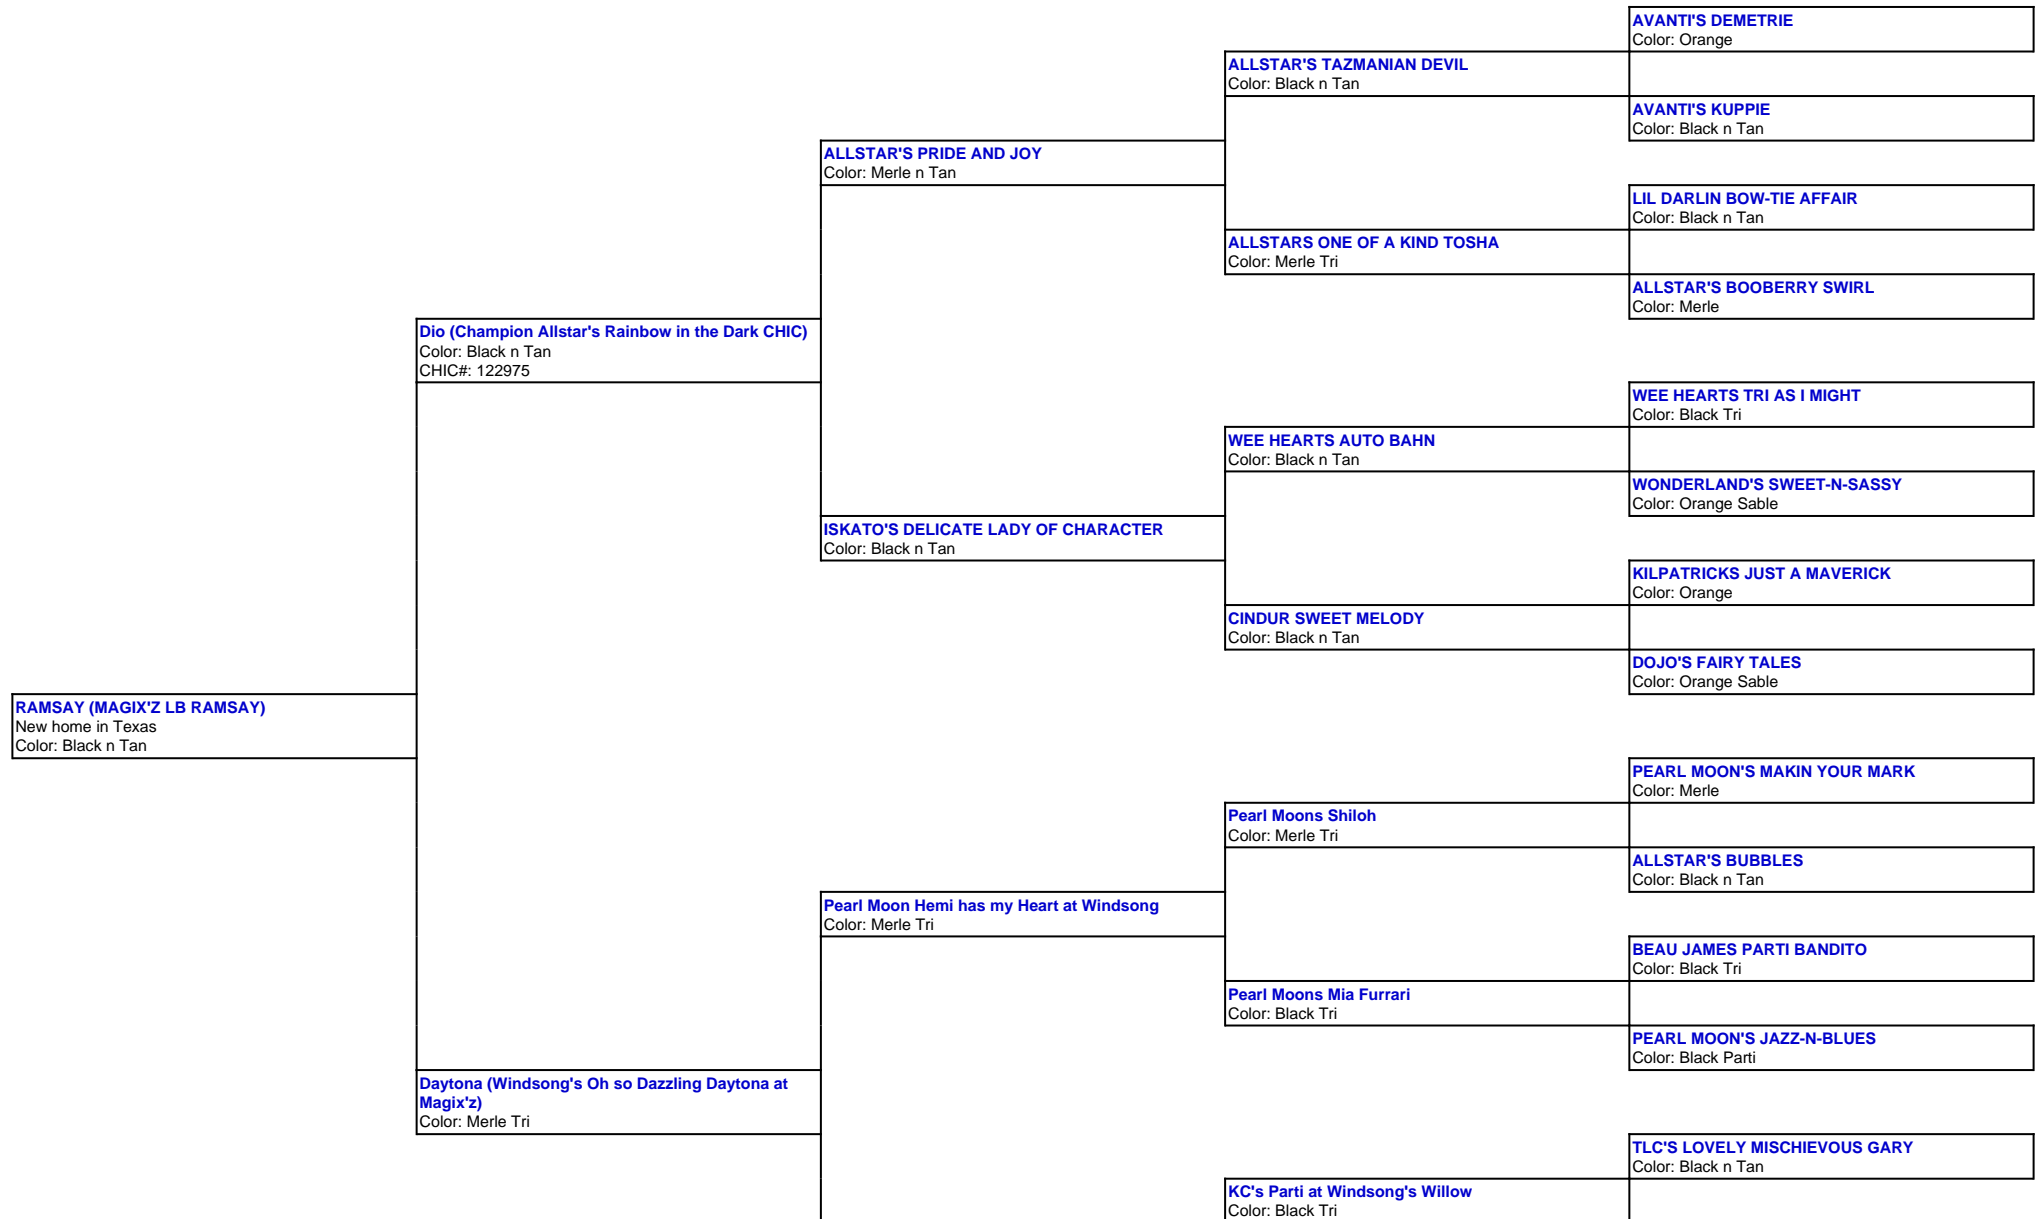 AVANTI'S DEMETRIE
Color: Orange
ALLSTAR'S TAZMANIAN DEVIL
Color: Black n Tan
AVANTI'S KUPPIE
Color: Black n Tan
ALLSTAR'S PRIDE AND JOY
Color: Merle n Tan
LIL DARLIN BOW-TIE AFFAIR
Color: Black n Tan
ALLSTARS ONE OF A KIND TOSHA
Color: Merle Tri
ALLSTAR'S BOOBERRY SWIRL
Color: Merle
Dio (Champion Allstar's Rainbow in the Dark CHIC)
Color: Black n Tan
CHIC#: 122975
WEE HEARTS TRI AS I MIGHT
Color: Black Tri
WEE HEARTS AUTO BAHN
Color: Black n Tan
WONDERLAND'S SWEET-N-SASSY
Color: Orange Sable
ISKATO'S DELICATE LADY OF CHARACTER
Color: Black n Tan
KILPATRICKS JUST A MAVERICK
Color: Orange
CINDUR SWEET MELODY
Color: Black n Tan
DOJO'S FAIRY TALES
Color: Orange Sable
RAMSAY (MAGIX'Z LB RAMSAY)
New home in Texas
Color: Black n Tan
PEARL MOON'S MAKIN YOUR MARK
Color: Merle
Pearl Moons Shiloh
Color: Merle Tri
ALLSTAR'S BUBBLES
Color: Black n Tan
Pearl Moon Hemi has my Heart at Windsong
Color: Merle Tri
BEAU JAMES PARTI BANDITO
Color: Black Tri
Pearl Moons Mia Furrari
Color: Black Tri
PEARL MOON'S JAZZ-N-BLUES
Color: Black Parti
Daytona (Windsong's Oh so Dazzling Daytona at
Magix'z)
Color: Merle Tri
TLC'S LOVELY MISCHIEVOUS GARY
Color: Black n Tan
KC's Parti at Windsong's Willow
Color: Black Tri